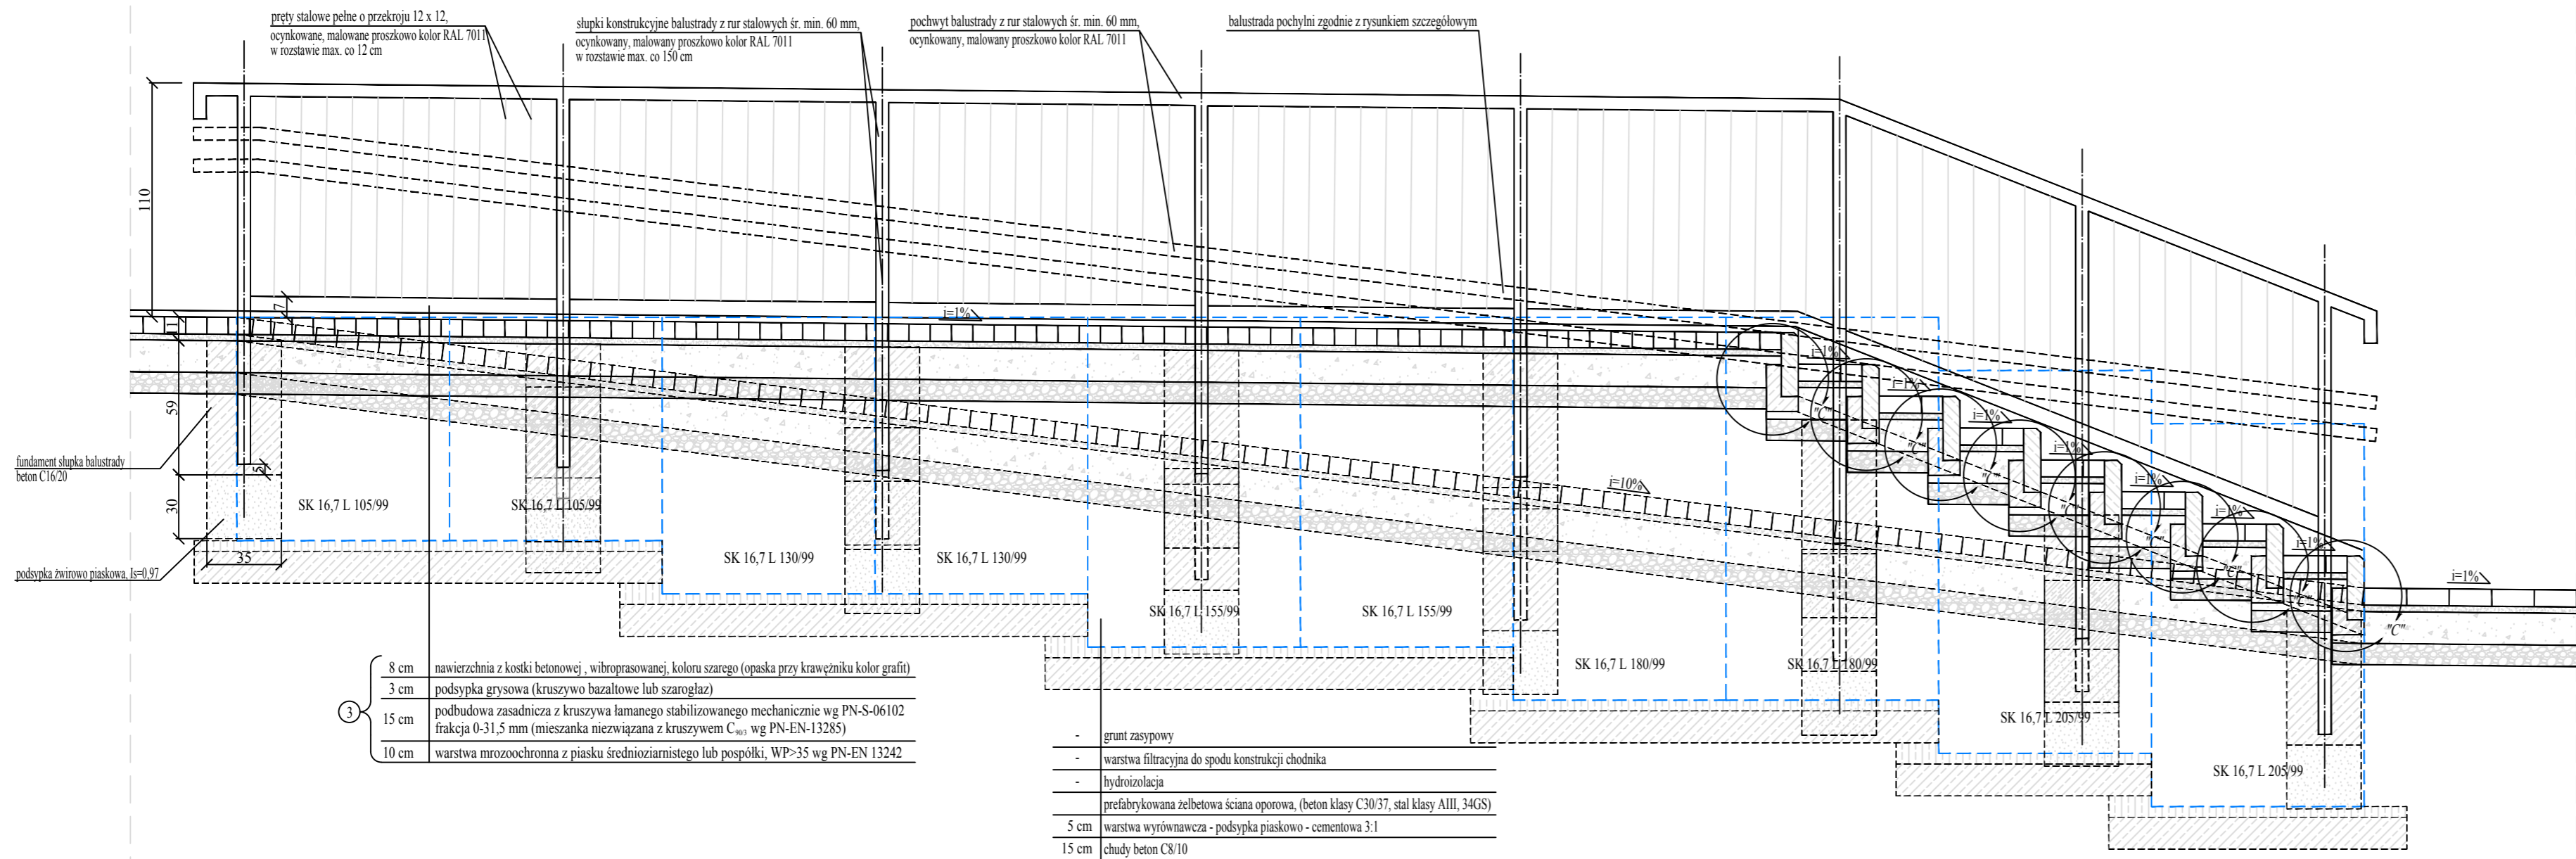 pręty stalowe pełne o przekroju 12 x 12,
ocynkowane, malowane proszkowo kolor RAL 7011
w rozstawie max. co 12 cm
słupki konstrukcyjne balustrady z rur stalowych śr. min. 60 mm,
ocynkowany, malowany proszkowo kolor RAL 7011
w rozstawie max. co 150 cm
pochwyt balustrady z rur stalowych śr. min. 60 mm,
ocynkowany, malowany proszkowo kolor RAL 7011
balustrada pochylni zgodnie z rysunkiem szczegółowym
110
7
11
59
5
30
35
fundament słupka balustrady
beton C16/20
podsypka żwirowo piaskowa, Is=0,97
i=1%
i=1%
i=1%
i=1%
i=1%
i=1%
i=1%
i=1%
i=1%
i=10%
"C"
"C"
"C"
"C"
"C"
"C"
"C"
"C"
SK 16,7 L 105/99
SK 16,7 L 105/99
SK 16,7 L 130/99
SK 16,7 L 130/99
SK 16,7 L 155/99
SK 16,7 L 155/99
SK 16,7 L 180/99
SK 16,7 L 180/99
SK 16,7 L 205/99
SK 16,7 L 205/99
3
8 cm nawierzchnia z kostki betonowej , wibroprasowanej, koloru szarego (opaska przy krawężniku kolor grafit)
3 cm podsypka grysowa (kruszywo bazaltowe lub szarogłaz)
15 cm podbudowa zasadnicza z kruszywa łamanego stabilizowanego mechanicznie wg PN-S-06102
frakcja 0-31,5 mm (mieszanka niezwiązana z kruszywem C90/3 wg PN-EN-13285)
10 cm warstwa mrozoochronna z piasku średnioziarnistego lub pospółki, WP>35 wg PN-EN 13242
- grunt zasypowy
- warstwa filtracyjna do spodu konstrukcji chodnika
- hydroizolacja
prefabrykowana żelbetowa ściana oporowa, (beton klasy C30/37, stal klasy AIII, 34GS)
5 cm warstwa wyrównawcza - podsypka piaskowo - cementowa 3:1
15 cm chudy beton C8/10